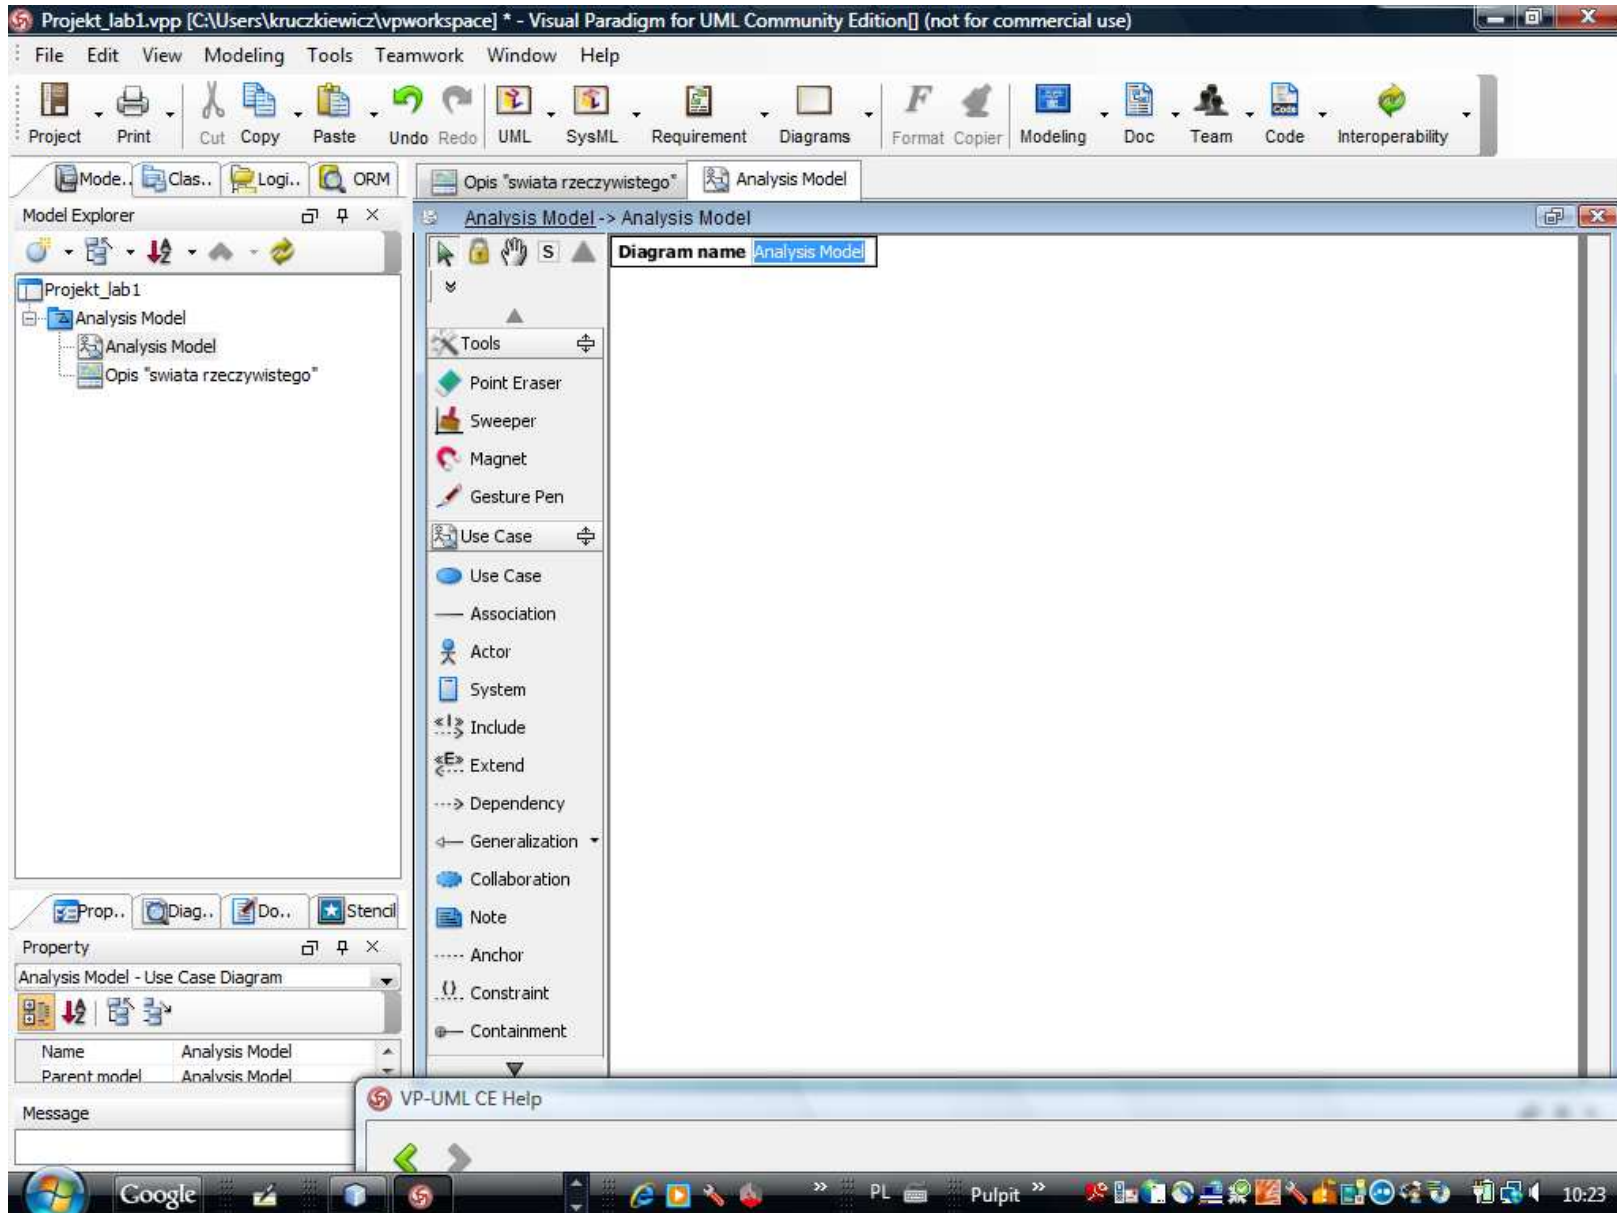 Projekt_lab1.vpp [C:\Users\kruczkiewicz\vpworkspace] * - Visual Paradigm for UML Community Edition[] (not for commercial use)
File Edit View Modeling Tools Teamwork Window Help
Project Print Cut Copy Paste Undo Redo UML SysML Requirement Diagrams Format Copier Modeling Doc Team Code Interoperability
Mode.. Clas.. Logi.. ORM
Opis "swiata rzeczywistego" Analysis Model
Model Explorer
Analysis Model -> Analysis Model
S
Diagram name Analysis Model
Projekt_lab1
Analysis Model
Analysis Model
Opis "swiata rzeczywistego"
Tools
Point Eraser
Sweeper
Magnet
Gesture Pen
Use Case
Use Case
Association
Actor
System
Include
Extend
Dependency
Generalization
Collaboration
Note
Anchor
Constraint
Containment
Prop.. Diag.. Do.. Stencil
Property
Analysis Model - Use Case Diagram
Name Analysis Model
Parent model Analysis Model
Message
VP-UML CE Help
Google PL Pulpit 10:23